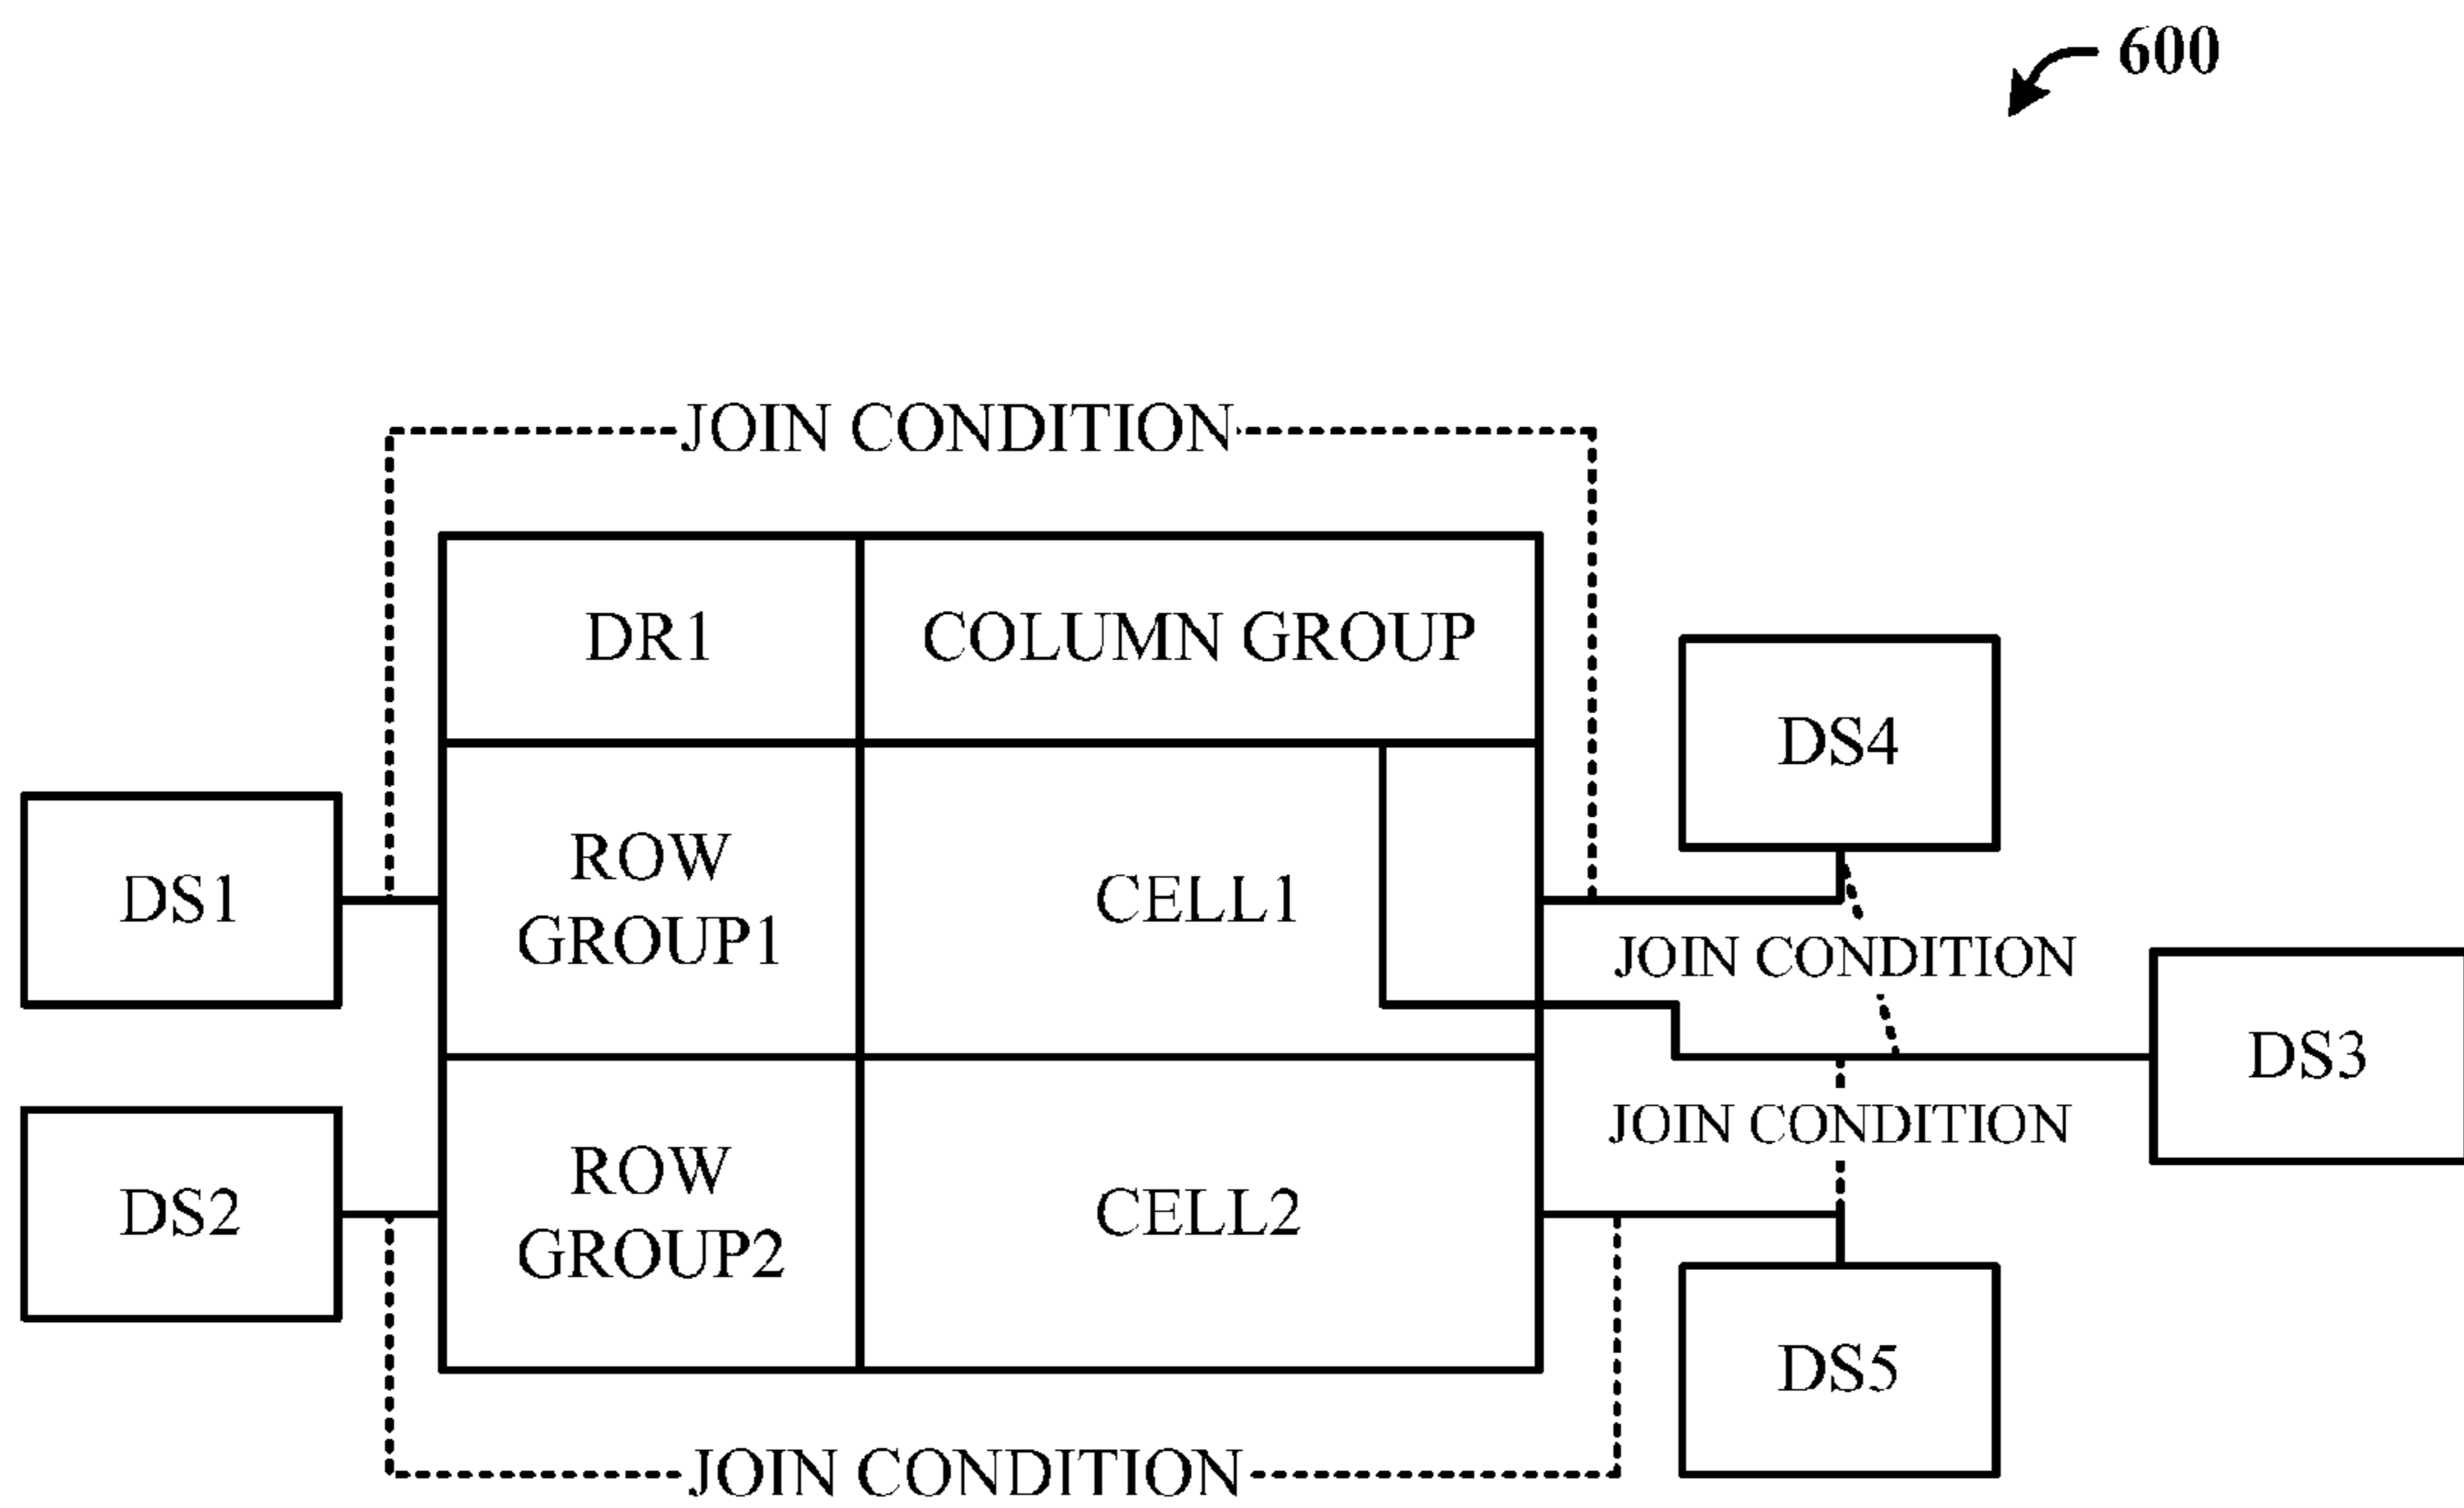 600
JOIN CONDITION
DR1
COLUMN GROUP
DS4
DS1
ROW
GROUP1
CELL1
JOIN CONDITION
DS3
JOIN CONDITION
DS2
ROW
GROUP2
CELL2
DS5
JOIN CONDITION